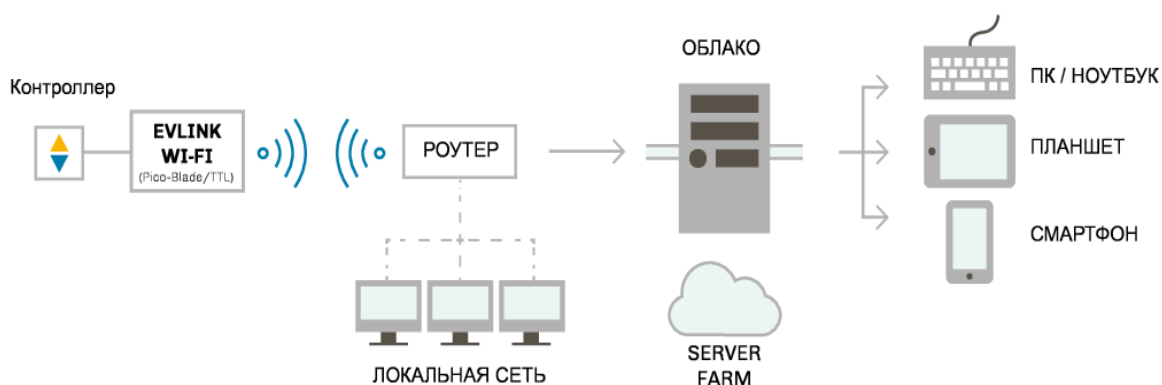 Контроллер
EVLINK
WI-FI
(Pico-Blade/TTL)
РОУТЕР
ЛОКАЛЬНАЯ СЕТЬ
ОБЛАКО
SERVER
FARM
ПК / НОУТБУК
ПЛАНШЕТ
СМАРТФОН